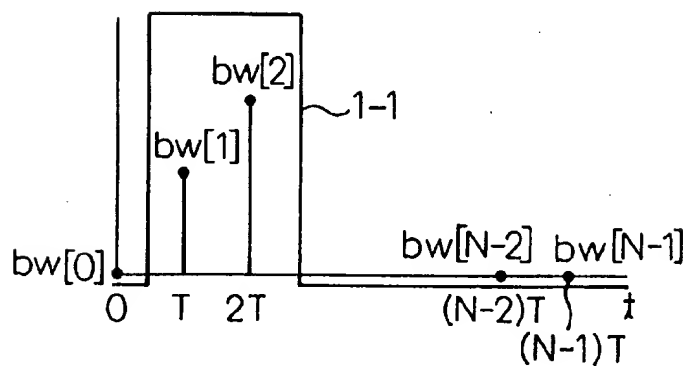 bw[2]
1-1
bw[1]
bw[N-2] bw[N-1]
bw[0]
0 T 2T (N-2)T t
(N-1)T